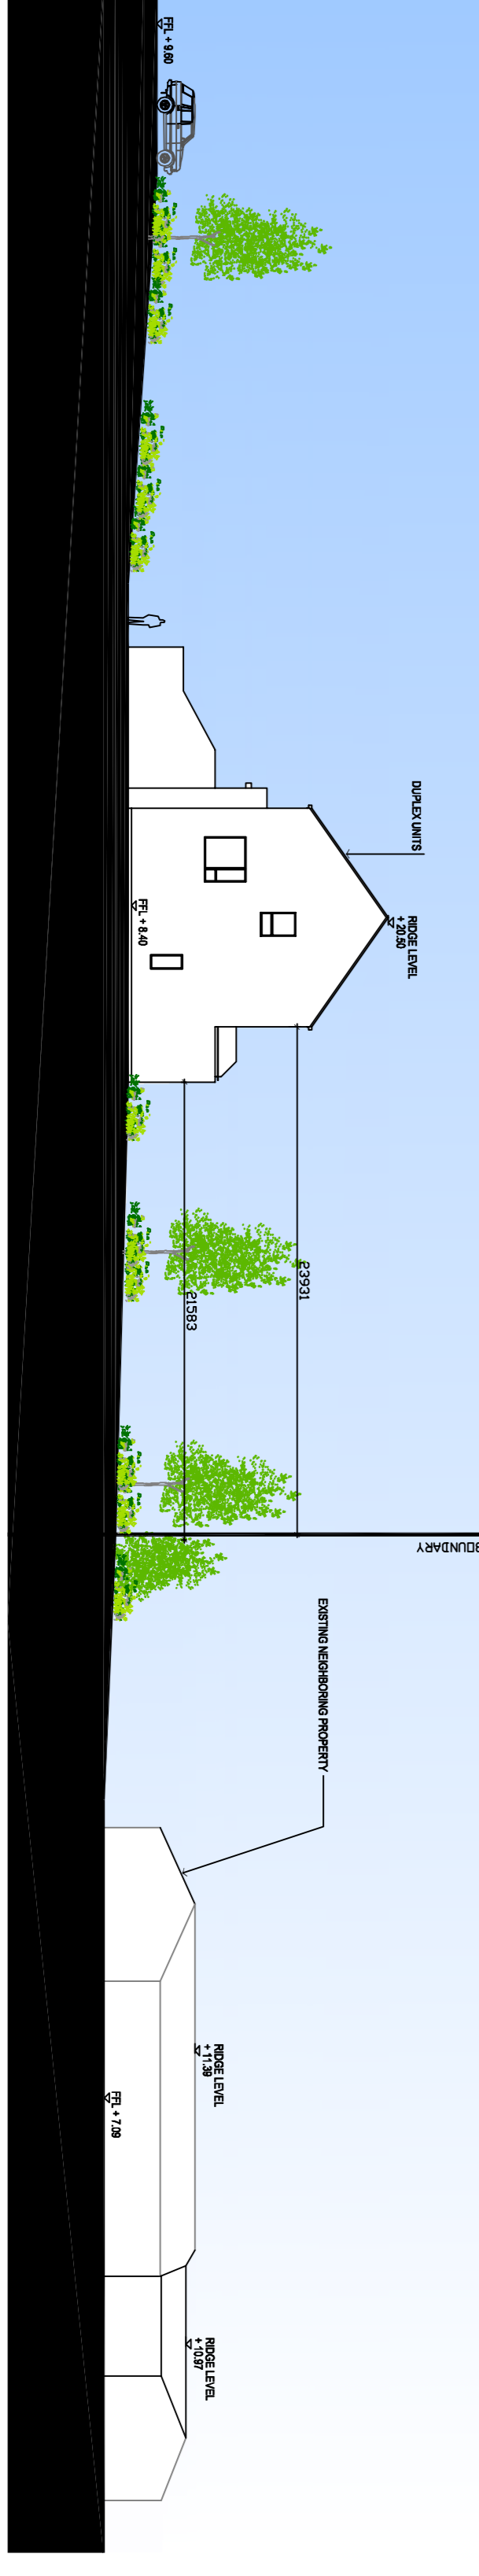 FFL + 9.60
DUPLEX UNITS
RIDGE LEVEL
+ 20.50
FFL + 8.40
23931
21583
BOUNDARY
EXISTING NEIGHBORING PROPERTY
RIDGE LEVEL
+ 11.39
FFL + 7.09
RIDGE LEVEL
+ 10.97